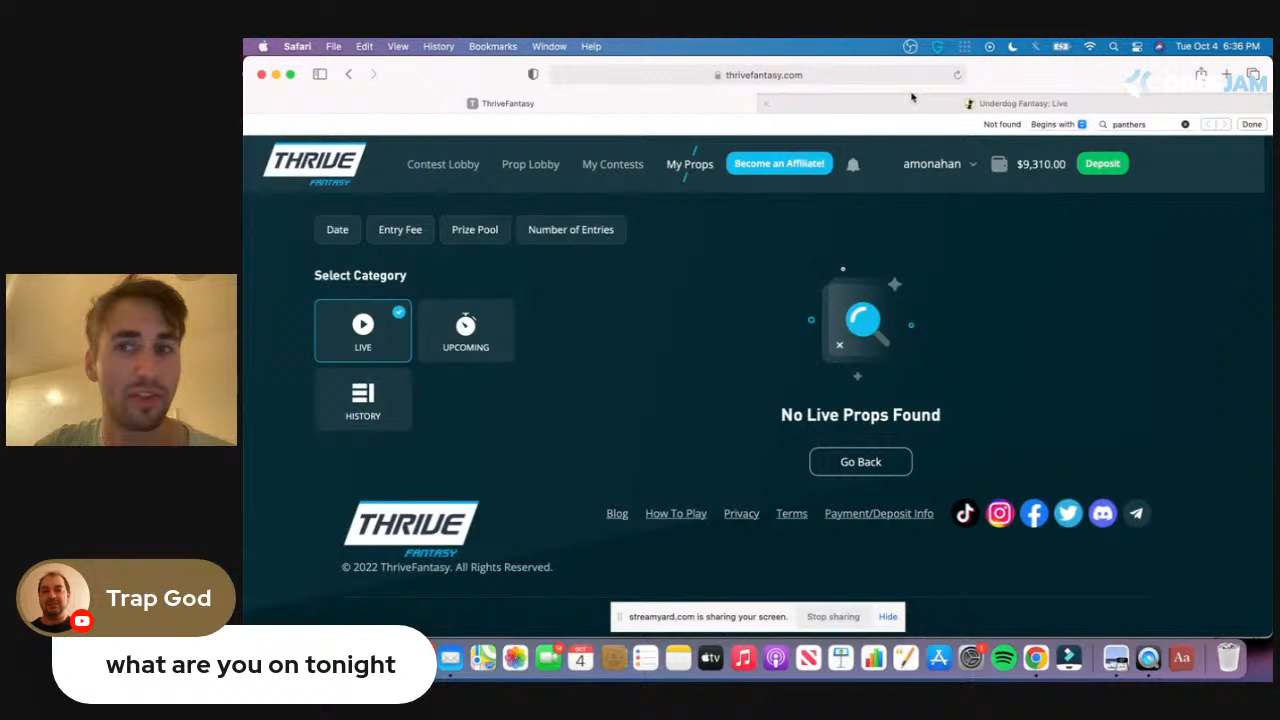 Safari File Edit View History Bookmarks Window Help
Tue Oct 4 6:36 PM
thrivefantasy.com
JAM
T ThriveFantasy
Underdog Fantasy: Live
Not found Begins with panthers Done
THRIVE FANTASY
Contest Lobby Prop Lobby My Contests My Props Become an Affiliate! amonahan $9,310.00 Deposit
Date Entry Fee Prize Pool Number of Entries
Select Category
LIVE UPCOMING
HISTORY
No Live Props Found
Go Back
THRIVE FANTASY
Blog How To Play Privacy Terms Payment/Deposit Info
© 2022 ThriveFantasy. All Rights Reserved.
streamyard.com is sharing your screen. Stop sharing Hide
Trap God
what are you on tonight
OCT
4
tv
Aa